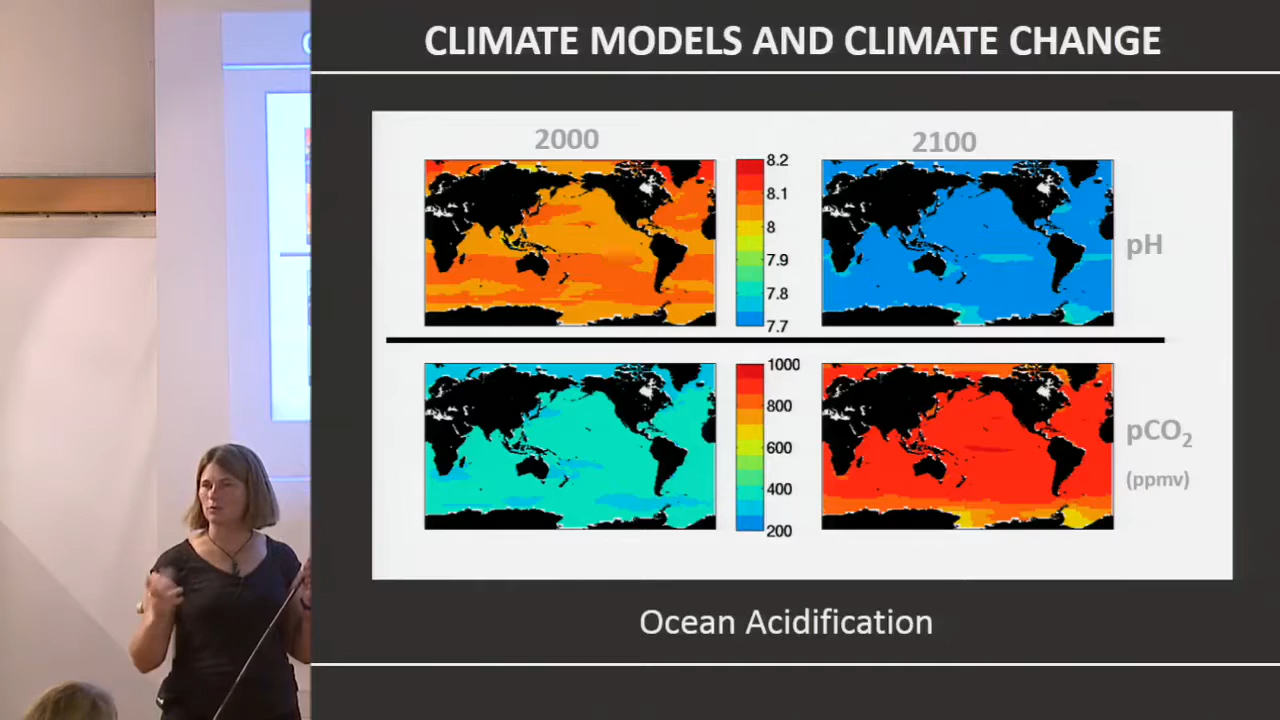 CLIMATE MODELS AND CLIMATE CHANGE
2000
2100
8.2
8.1
8
7.9
7.8
7.7
pH
1000
800
600
400
200
pCO₂
(ppmv)
Ocean Acidification